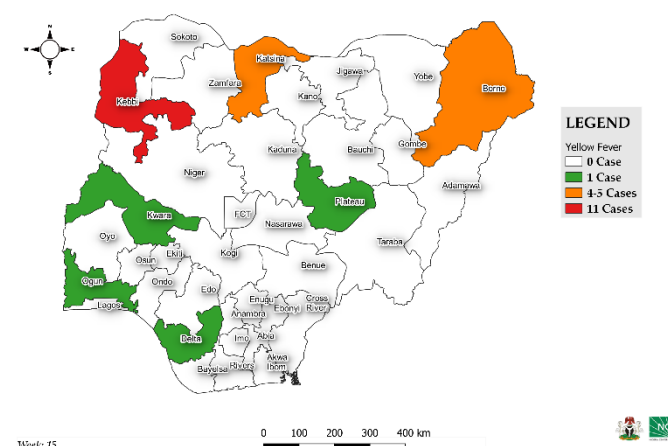 N
W
E
S
Sokoto
Katsina
Jigawa
Yobe
Borno
Zamfara
Kebbi
Kano
Gombe
Kaduna
Bauchi
Niger
Adamawa
Plateau
Kwara
FCT
Nasarawa
Oyo
Taraba
Kogi
Ekiti
Osun
Benue
Ogun
Ondo
Edo
Lagos
Enugu
Ebonyi
Cross
River
Anambra
Delta
Imo
Abia
Bayelsa
Rivers
Akwa
Ibom
LEGEND
Yellow Fever
0 Case
1 Case
4-5 Cases
11 Cases
Week: 15
0 100 200 300 400 km